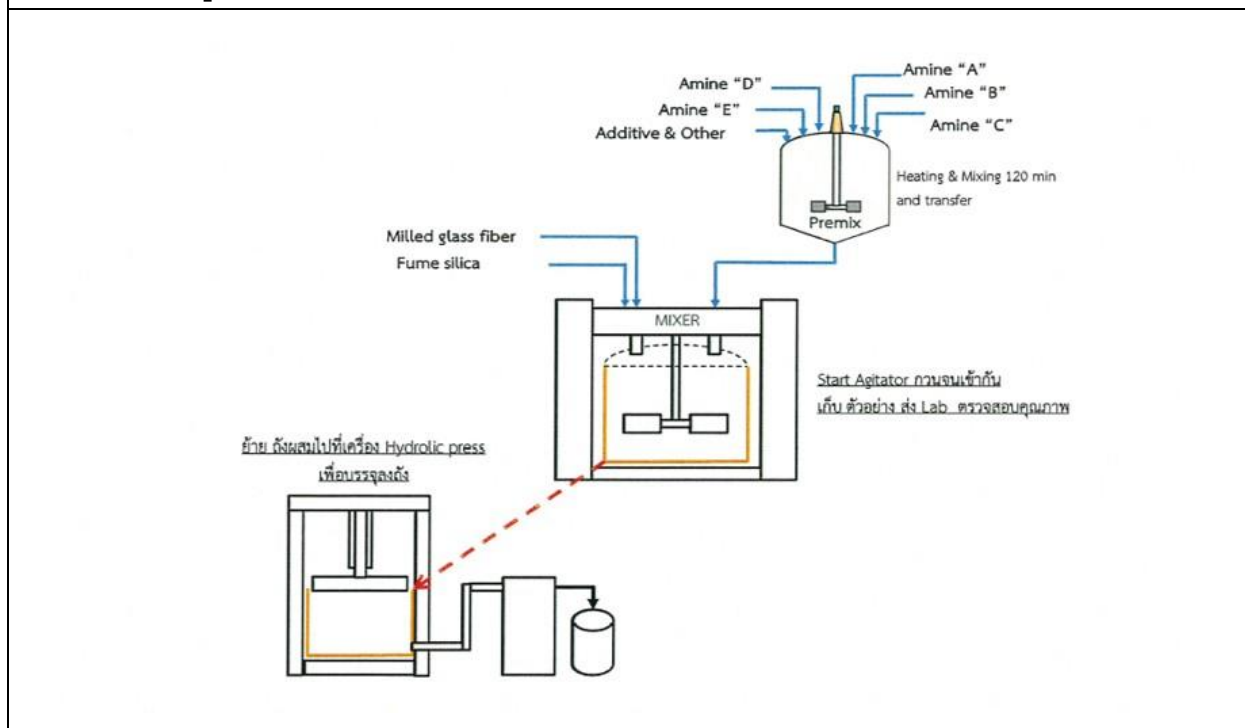 Amine "D"
Amine "E"
Additive & Other
Amine "A"
Amine "B"
Amine "C"
Heating & Mixing 120 min
and transfer
Premix
Milled glass fiber
Fume silica
MIXER
Start Agitator กวนจนเข้ากัน
เก็บ ตัวอย่าง ส่ง Lab ตรวจสอบคุณภาพ
ย้าย ถังผสมไปที่เครื่อง Hydrolic press
เพื่อบรรจุลงถัง